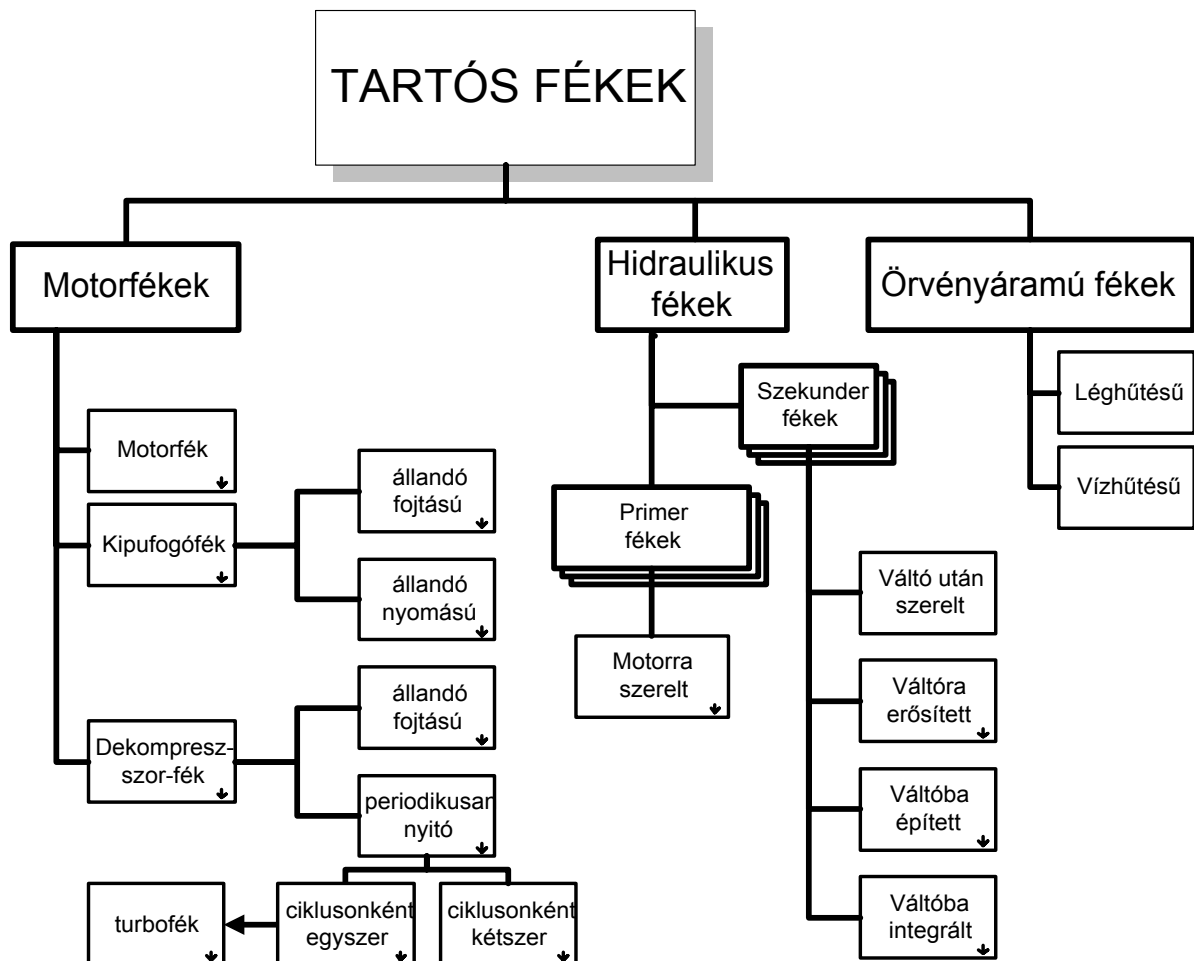 TARTÓS FÉKEK
Motorfékek
Hidraulikus
fékek
Örvényáramú fékek
Motorfék
Kipufogófék
állandó
fojtású
állandó
nyomású
Dekompresz-
szor-fék
állandó
fojtású
periodikusan
nyitó
turbofék
ciklusonként
egyszer
ciklusonként
kétszer
Szekunder
fékek
Primer
fékek
Motorra
szerelt
Váltó után
szerelt
Váltóra
erősített
Váltóba
épített
Váltóba
integrált
Léghűtésű
Vízhűtésű